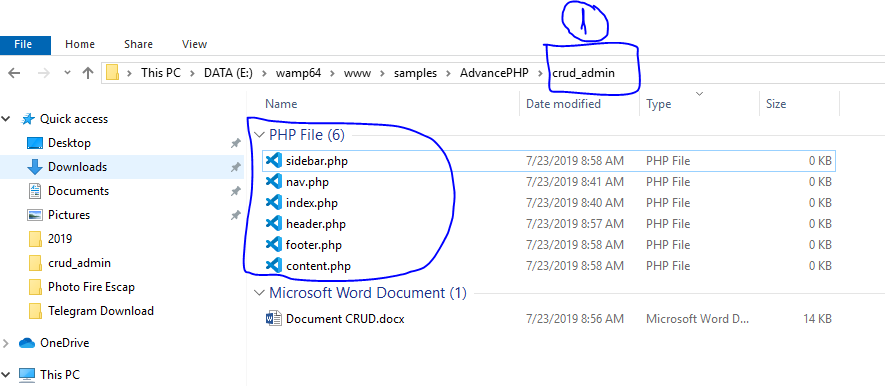 1
File Home Share View
This PC DATA (E:) wamp64 www samples AdvancePHP crud_admin
Name Date modified Type Size
Quick access
Desktop
Downloads
Documents
Pictures
2019
crud_admin
Photo Fire Escap
Telegram Download
OneDrive
This PC
PHP File (6)
sidebar.php 7/23/2019 8:58 AM PHP File 0 KB
nav.php 7/23/2019 8:41 AM PHP File 0 KB
index.php 7/23/2019 8:40 AM PHP File 0 KB
header.php 7/23/2019 8:57 AM PHP File 0 KB
footer.php 7/23/2019 8:58 AM PHP File 0 KB
content.php 7/23/2019 8:58 AM PHP File 0 KB
Microsoft Word Document (1)
Document CRUD.docx 7/23/2019 8:56 AM Microsoft Word D... 14 KB